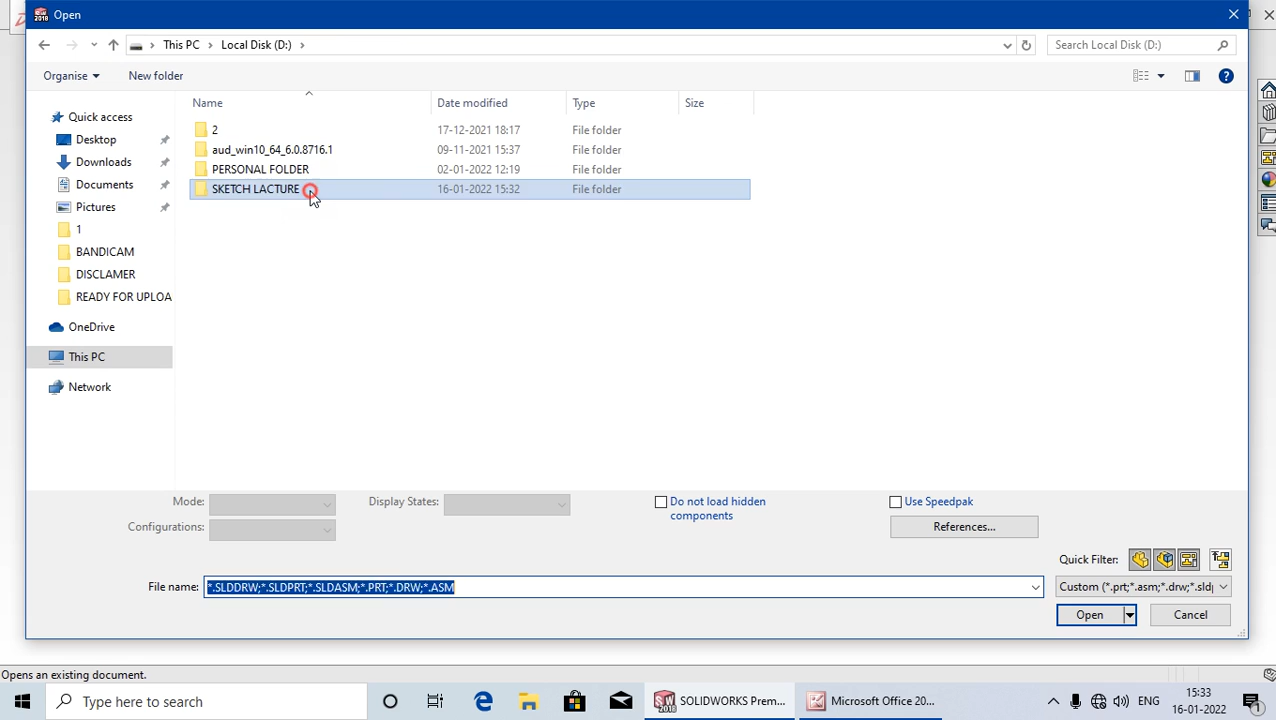 Open
This PC
Local Disk (D:)
Search Local Disk (D:)
Organise
New folder
Name
Date modified
Type
Size
Quick access
Desktop
Downloads
Documents
Pictures
1
BANDICAM
DISCLAMER
READY FOR UPLOA
OneDrive
This PC
Network
2 17-12-2021 18:17 File folder
aud_win10_64_6.0.8716.1 09-11-2021 15:37 File folder
PERSONAL FOLDER 02-01-2022 12:19 File folder
SKETCH LACTURE 16-01-2022 15:32 File folder
Mode:
Display States:
Do not load hidden
components
Use Speedpak
Configurations:
References...
Quick Filter:
File name: *.SLDDRW;*.SLDPRT;*.SLDASM;*.PRT;*.DRW;*.ASM
Custom (*.prt;*.asm;*.drw;*.sldp
Open
Cancel
Opens an existing document.
Type here to search
SOLIDWORKS Prem...
Microsoft Office 20...
ENG
15:33
16-01-2022